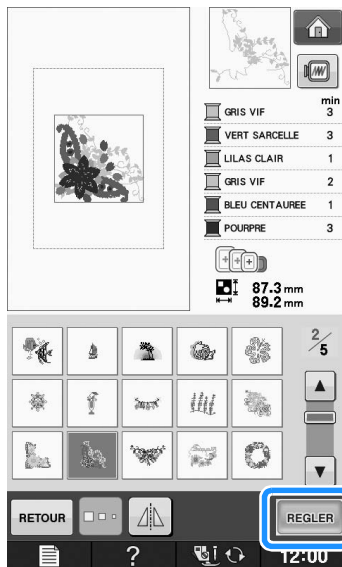 min
GRIS VIF 3
VERT SARCELLE 3
LILAS CLAIR 1
GRIS VIF 2
BLEU CENTAUREE 1
POURPRE 3
87.3 mm
89.2 mm
2/5
RETOUR
REGLER
?
12:00